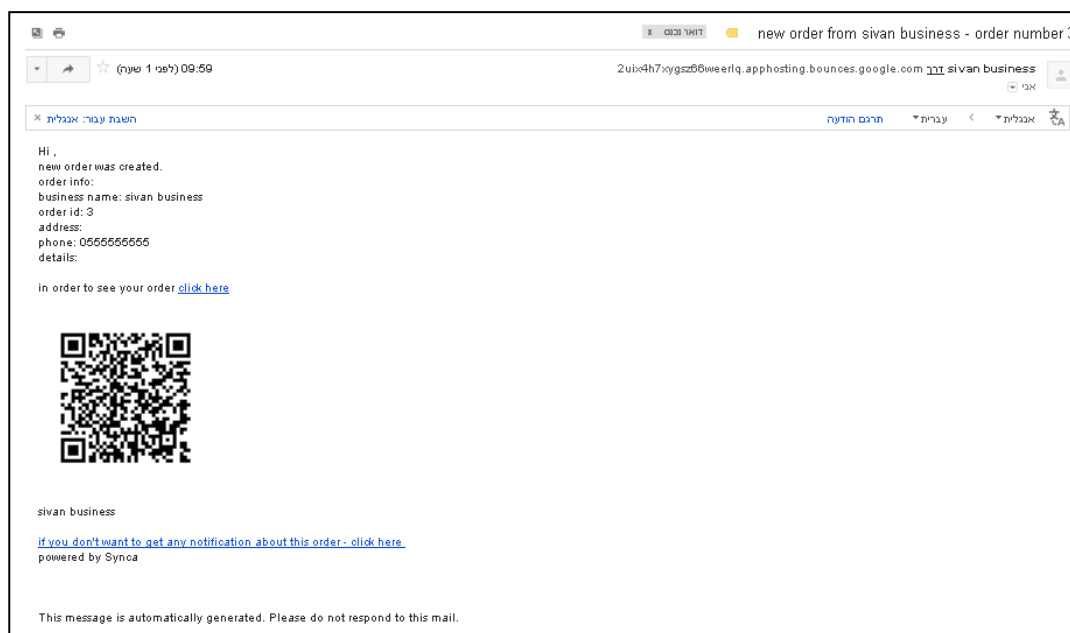 new order from sivan business - order number 3 דואר נכנס x
sivan business דרך 2uix4h7xygsz66weerlq.apphosting.bounces.google.com 09:59 (לפני 1 שעה)
אני
אנגלית > עברית תרגם הודעה השבת עבור: אנגלית ×
Hi ,
new order was created.
order info:
business name: sivan business
order id: 3
address:
phone: 0555555555
details:
in order to see your order click here
sivan business
if you don't want to get any notification about this order - click here
powered by Synca
This message is automatically generated. Please do not respond to this mail.